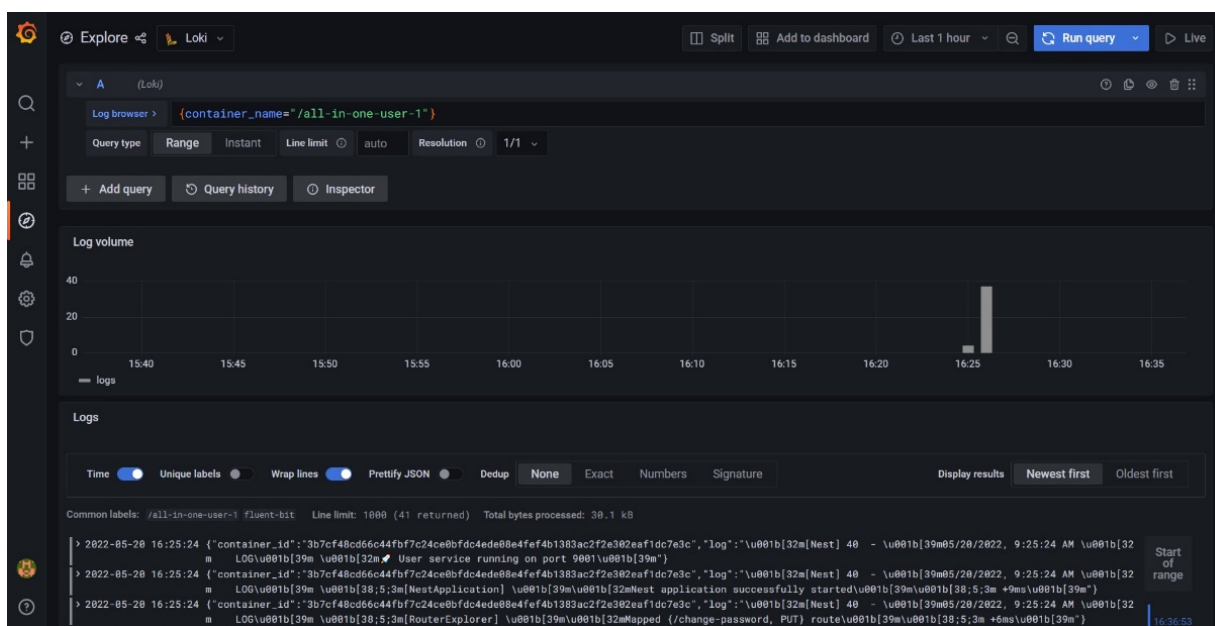 Explore Loki Split Add to dashboard Last 1 hour Run query Live
A (Loki)
Log browser > {container_name="/all-in-one-user-1"}
Query type Range Instant Line limit auto Resolution 1/1
+ Add query Query history Inspector
Log volume
40
20
0
15:40 15:45 15:50 15:55 16:00 16:05 16:10 16:15 16:20 16:25 16:30 16:35
logs
Logs
Time Unique labels Wrap lines Prettify JSON Dedup None Exact Numbers Signature Display results Newest first Oldest first
Common labels: /all-in-one-user-1 fluent-bit Line limit: 1000 (41 returned) Total bytes processed: 30.1 kB
> 2022-05-20 16:25:24 {"container_id":"3b7cf48cd66c44fbf7c24ce0bfdc4ede08e4fef4b1383ac2f2e302eaf1dc7e3c","log":"\u001b[32m[Nest] 40 - \u001b[39m05/20/2022, 9:25:24 AM \u001b[32
m LOG\u001b[39m \u001b[32m🚀 User service running on port 9001\u001b[39m"}
> 2022-05-20 16:25:24 {"container_id":"3b7cf48cd66c44fbf7c24ce0bfdc4ede08e4fef4b1383ac2f2e302eaf1dc7e3c","log":"\u001b[32m[Nest] 40 - \u001b[39m05/20/2022, 9:25:24 AM \u001b[32
m LOG\u001b[39m \u001b[38;5;3m[NestApplication] \u001b[39m\u001b[32mNest application successfully started\u001b[39m\u001b[38;5;3m +9ms\u001b[39m"}
> 2022-05-20 16:25:24 {"container_id":"3b7cf48cd66c44fbf7c24ce0bfdc4ede08e4fef4b1383ac2f2e302eaf1dc7e3c","log":"\u001b[32m[Nest] 40 - \u001b[39m05/20/2022, 9:25:24 AM \u001b[32
m LOG\u001b[39m \u001b[38;5;3m[RouterExplorer] \u001b[39m\u001b[32mMapped {/change-password, PUT} route\u001b[39m\u001b[38;5;3m +6ms\u001b[39m"}
Start
of
range
16:36:53